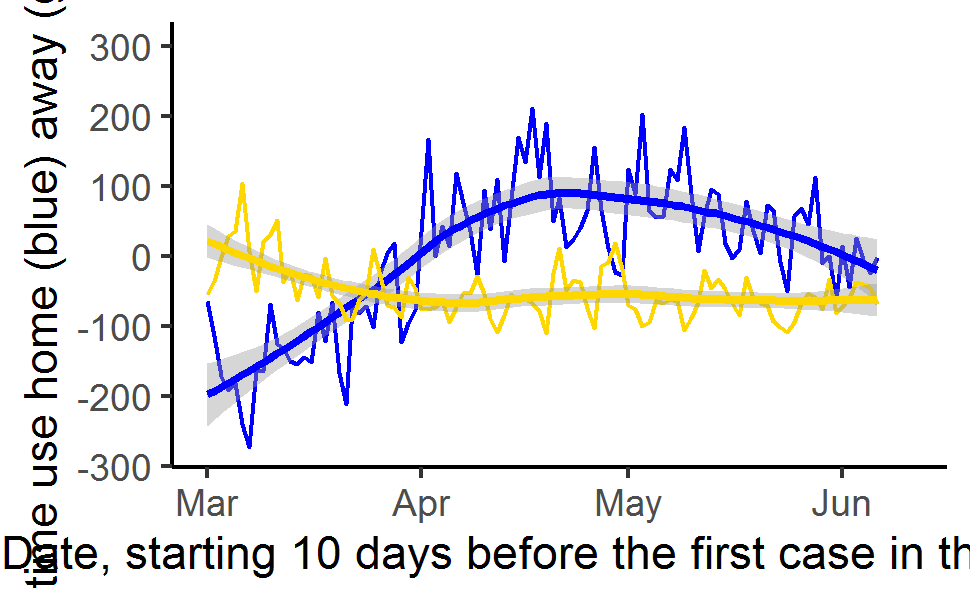 time use home (blue) away (
300
200
100
0
-100
-200
-300
Mar Apr May Jun
Date, starting 10 days before the first case in th